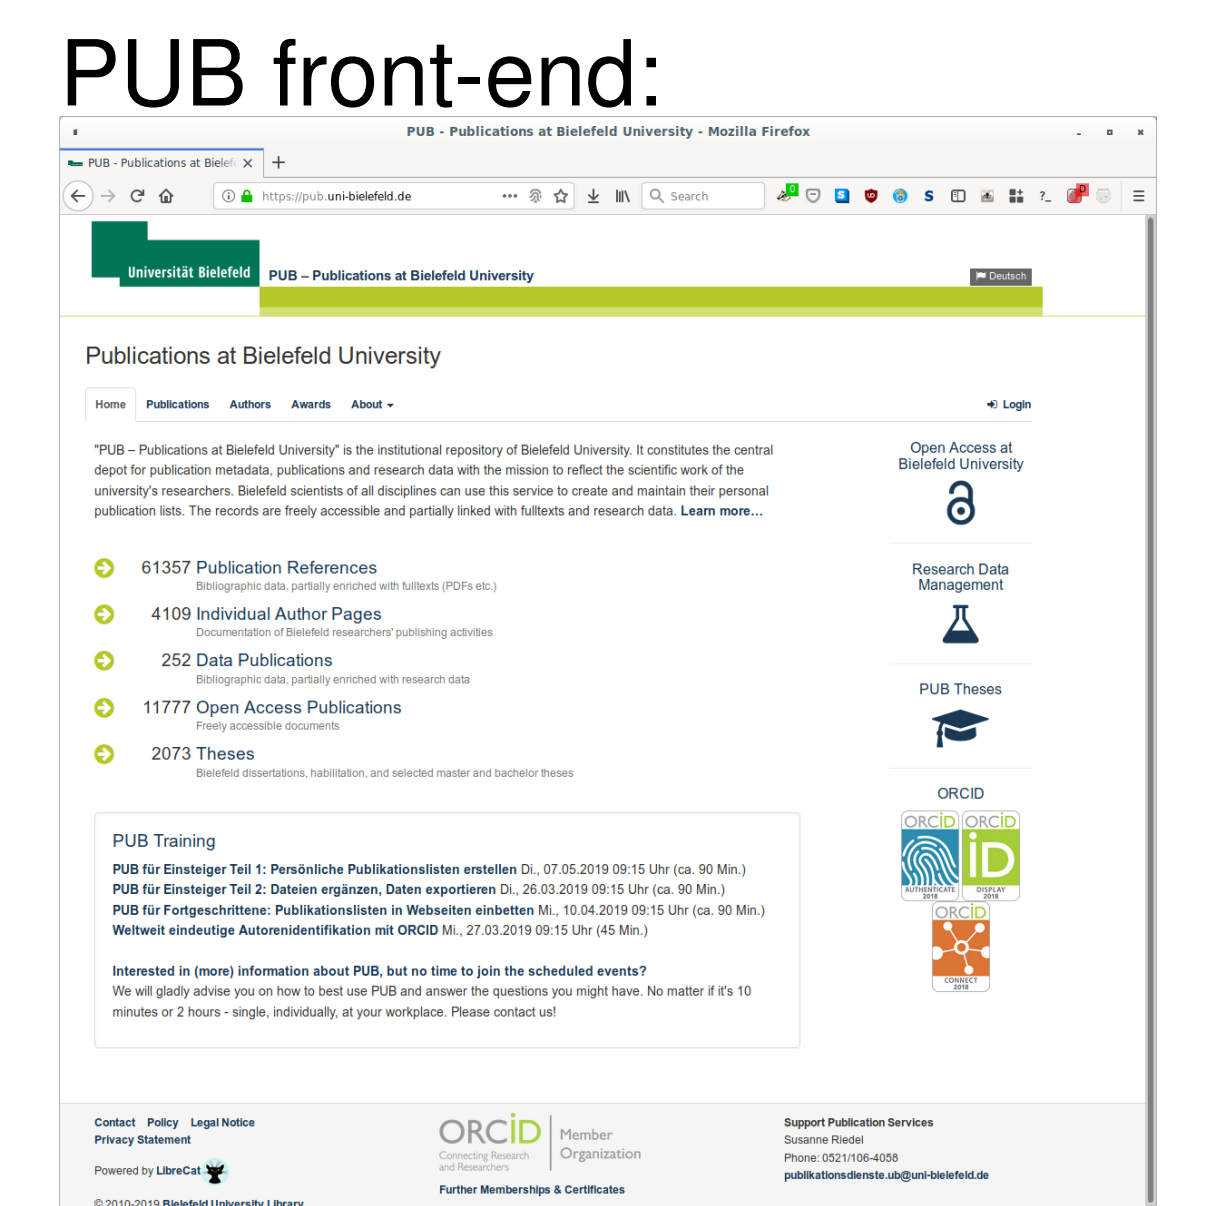 PUB front-end:
PUB - Publications at Bielefeld University - Mozilla Firefox
PUB - Publications at Bielef
https://pub.uni-bielefeld.de
Search
0
D
Universität Bielefeld
PUB – Publications at Bielefeld University
Deutsch
Publications at Bielefeld University
Home Publications Authors Awards About
Login
"PUB – Publications at Bielefeld University" is the institutional repository of Bielefeld University. It constitutes the central
depot for publication metadata, publications and research data with the mission to reflect the scientific work of the
university's researchers. Bielefeld scientists of all disciplines can use this service to create and maintain their personal
publication lists. The records are freely accessible and partially linked with fulltexts and research data. Learn more…
61357 Publication References
Bibliographic data, partially enriched with fulltexts (PDFs etc.)
4109 Individual Author Pages
Documentation of Bielefeld researchers' publishing activities
252 Data Publications
Bibliographic data, partially enriched with research data
11777 Open Access Publications
Freely accessible documents
2073 Theses
Bielefeld dissertations, habilitation, and selected master and bachelor theses
PUB Training
PUB für Einsteiger Teil 1: Persönliche Publikationslisten erstellen Di., 07.05.2019 09:15 Uhr (ca. 90 Min.)
PUB für Einsteiger Teil 2: Dateien ergänzen, Daten exportieren Di., 26.03.2019 09:15 Uhr (ca. 90 Min.)
PUB für Fortgeschrittene: Publikationslisten in Webseiten einbetten Mi., 10.04.2019 09:15 Uhr (ca. 90 Min.)
Weltweit eindeutige Autorenidentifikation mit ORCID Mi., 27.03.2019 09:15 Uhr (45 Min.)
Interested in (more) information about PUB, but no time to join the scheduled events?
We will gladly advise you on how to best use PUB and answer the questions you might have. No matter if it's 10
minutes or 2 hours - single, individually, at your workplace. Please contact us!
Open Access at
Bielefeld University
Research Data
Management
PUB Theses
ORCID
ORCiD ORCiD
iD
AUTHENTICATE DISPLAY
2018 2018
ORCiD
CONNECT
2018
Contact Policy Legal Notice
Privacy Statement
Powered by LibreCat
© 2010-2019 Bielefeld University Library
ORCiD
Connecting Research
and Researchers
Member
Organization
Further Memberships & Certificates
Support Publication Services
Susanne Riedel
Phone: 0521/106-4058
publikationsdienste.ub@uni-bielefeld.de